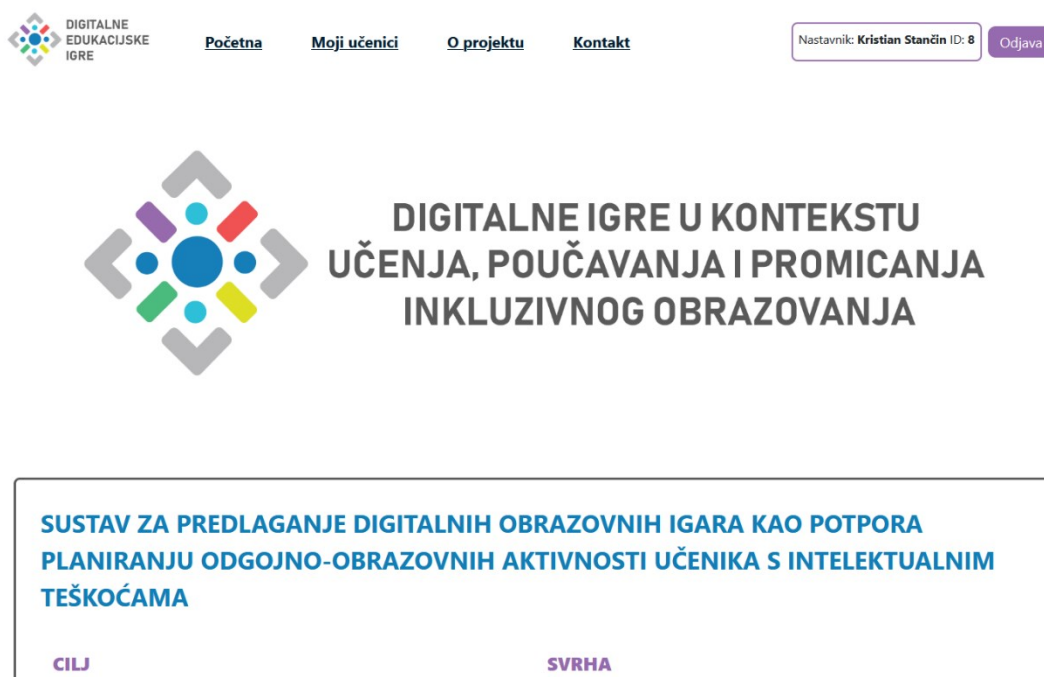 DIGITALNE
EDUKACIJSKE
IGRE
Početna
Moji učenici
O projektu
Kontakt
Nastavnik: Kristian Stančin ID: 8
Odjava
DIGITALNE IGRE U KONTEKSTU
UČENJA, POUČAVANJA I PROMICANJA
INKLUZIVNOG OBRAZOVANJA
SUSTAV ZA PREDLAGANJE DIGITALNIH OBRAZOVNIH IGARA KAO POTPORA
PLANIRANJU ODGOJNO-OBRAZOVNIH AKTIVNOSTI UČENIKA S INTELEKTUALNIM
TEŠKOĆAMA
CILJ
SVRHA